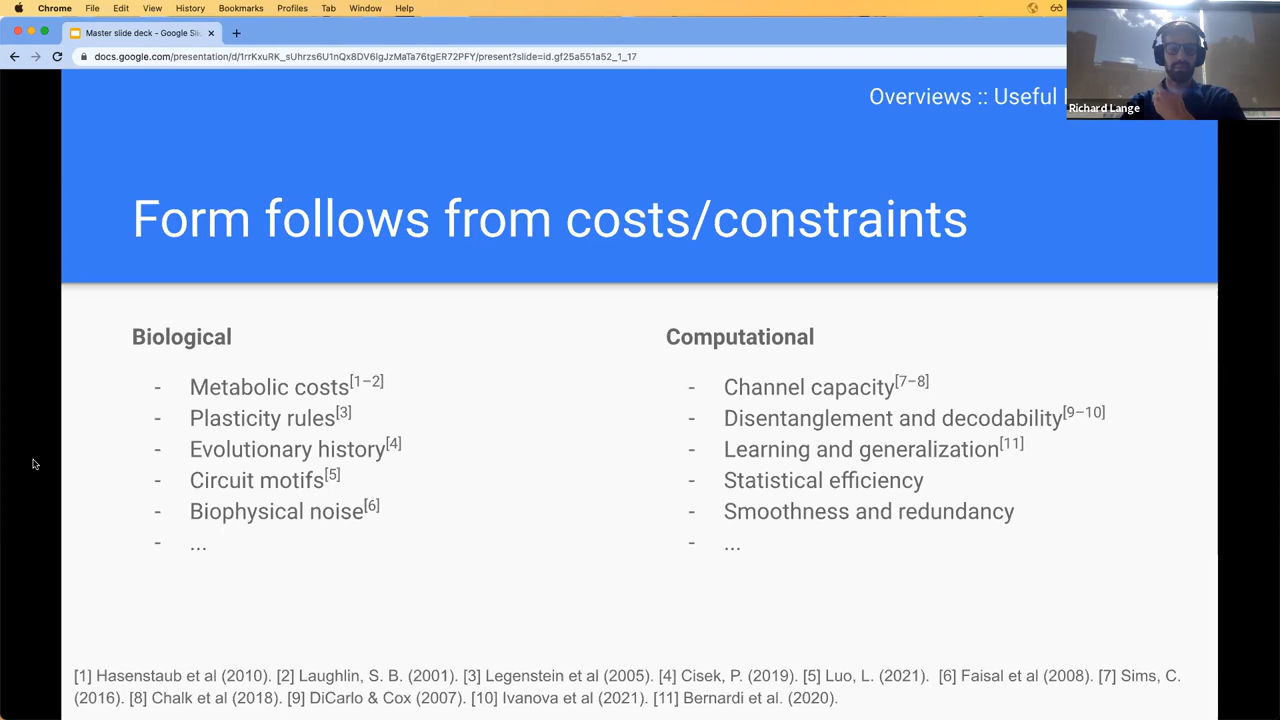 Chrome File Edit View History Bookmarks Profiles Tab Window Help
Master slide deck - Google Sli
docs.google.com/presentation/d/1rrKxuRK_sUhrzs6U1nQx8DV6lgJzMaTa76tgER72PFY/present?slide=id.gf25a551a52_1_17
Overviews :: Useful
Richard Lange
Form follows from costs/constraints
Biological
- Metabolic costs[1–2]
- Plasticity rules[3]
- Evolutionary history[4]
- Circuit motifs[5]
- Biophysical noise[6]
- ...
Computational
- Channel capacity[7–8]
- Disentanglement and decodability[9–10]
- Learning and generalization[11]
- Statistical efficiency
- Smoothness and redundancy
- ...
[1] Hasenstaub et al (2010). [2] Laughlin, S. B. (2001). [3] Legenstein et al (2005). [4] Cisek, P. (2019). [5] Luo, L. (2021). [6] Faisal et al (2008). [7] Sims, C.
(2016). [8] Chalk et al (2018). [9] DiCarlo & Cox (2007). [10] Ivanova et al (2021). [11] Bernardi et al. (2020).